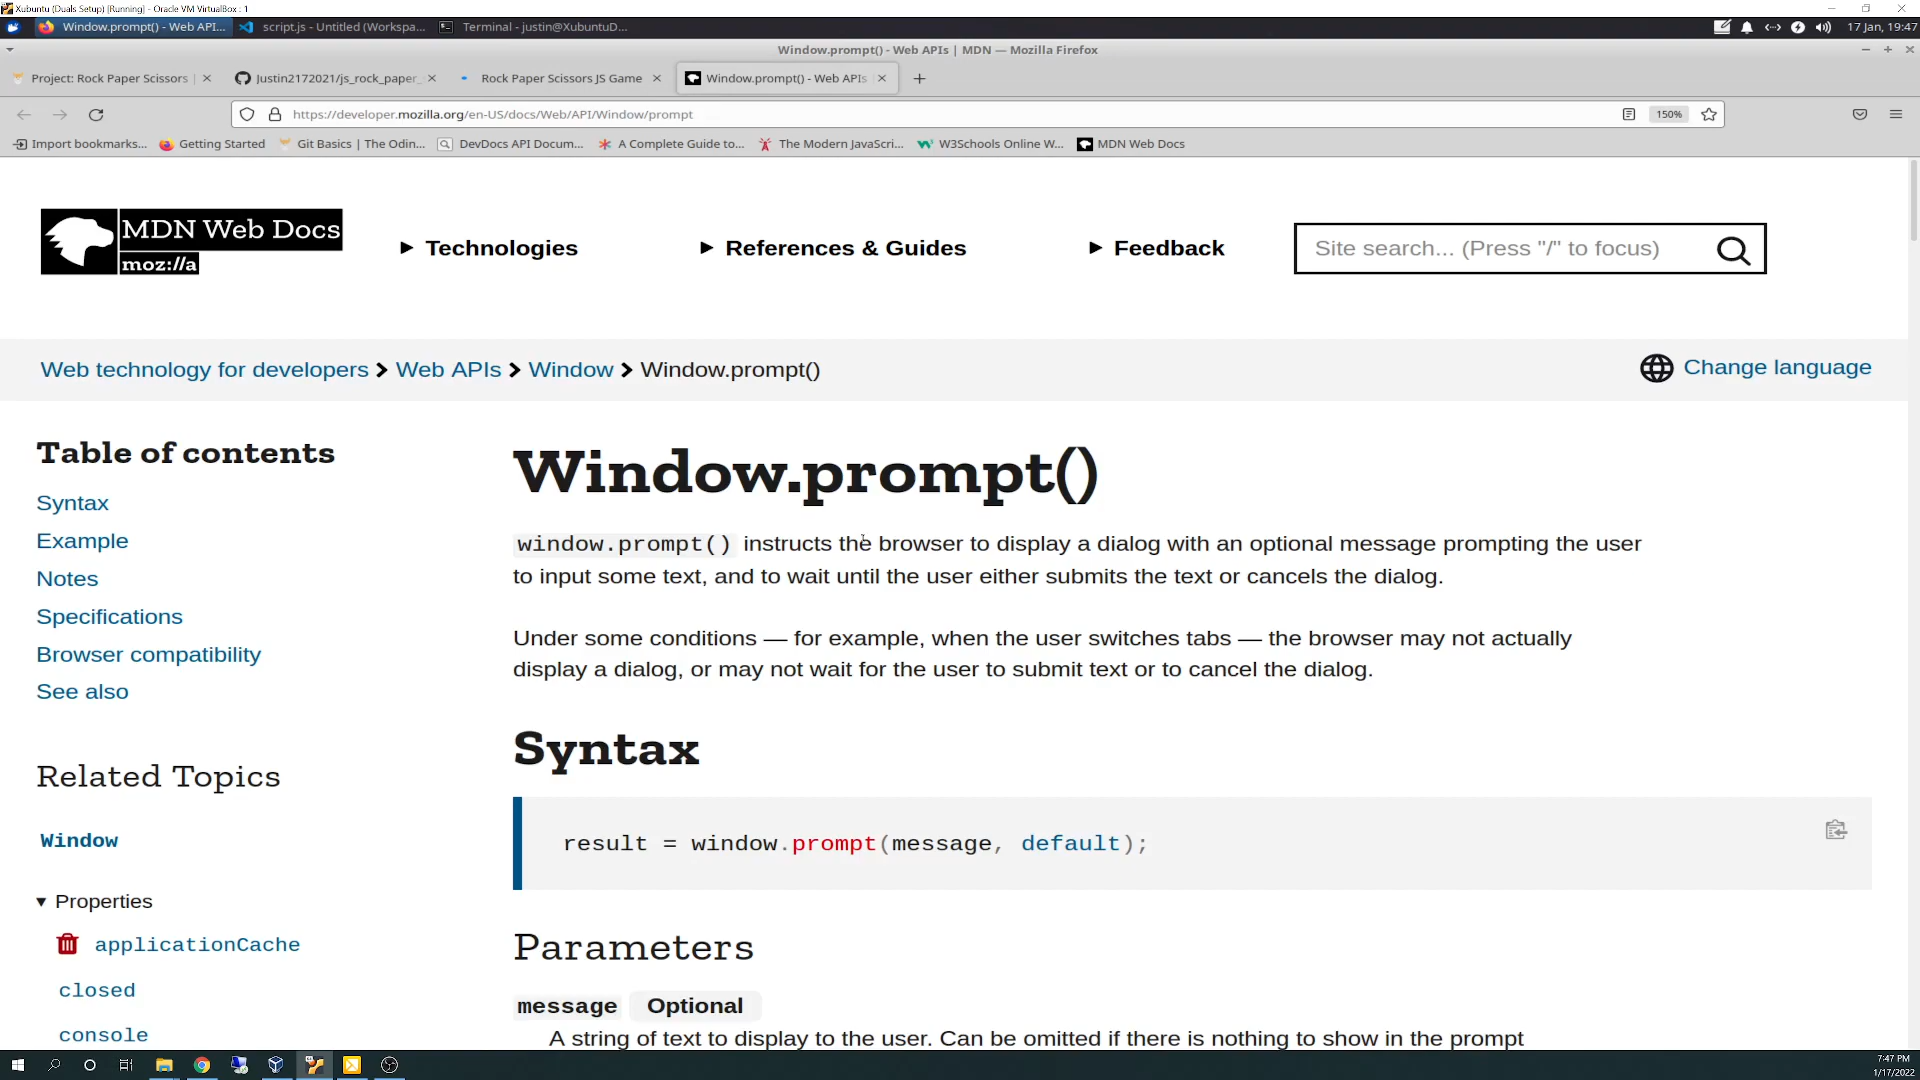 Xubuntu (Duals Setup) [Running] - Oracle VM VirtualBox : 1
Window.prompt() - Web API...
script.js - Untitled (Workspa...
Terminal - justin@XubuntuD...
17 Jan, 19:47
Window.prompt() - Web APIs | MDN — Mozilla Firefox
Project: Rock Paper Scissors |
Justin2172021/js_rock_paper_
Rock Paper Scissors JS Game
Window.prompt() - Web APIs
https://developer.mozilla.org/en-US/docs/Web/API/Window/prompt
150%
Import bookmarks...
Getting Started
Git Basics | The Odin...
DevDocs API Docum...
A Complete Guide to...
The Modern JavaScri...
W3Schools Online W...
MDN Web Docs
MDN Web Docs
moz://a
Technologies
References & Guides
Feedback
Site search... (Press "/" to focus)
Web technology for developers > Web APIs > Window > Window.prompt()
Change language
Table of contents
Syntax
Example
Notes
Specifications
Browser compatibility
See also
Related Topics
Window
Properties
applicationCache
closed
console
Window.prompt()
window.prompt() instructs the browser to display a dialog with an optional message prompting the user
to input some text, and to wait until the user either submits the text or cancels the dialog.
Under some conditions — for example, when the user switches tabs — the browser may not actually
display a dialog, or may not wait for the user to submit text or to cancel the dialog.
Syntax
result = window.prompt(message, default);
Parameters
message Optional
A string of text to display to the user. Can be omitted if there is nothing to show in the prompt
7:47 PM
1/17/2022